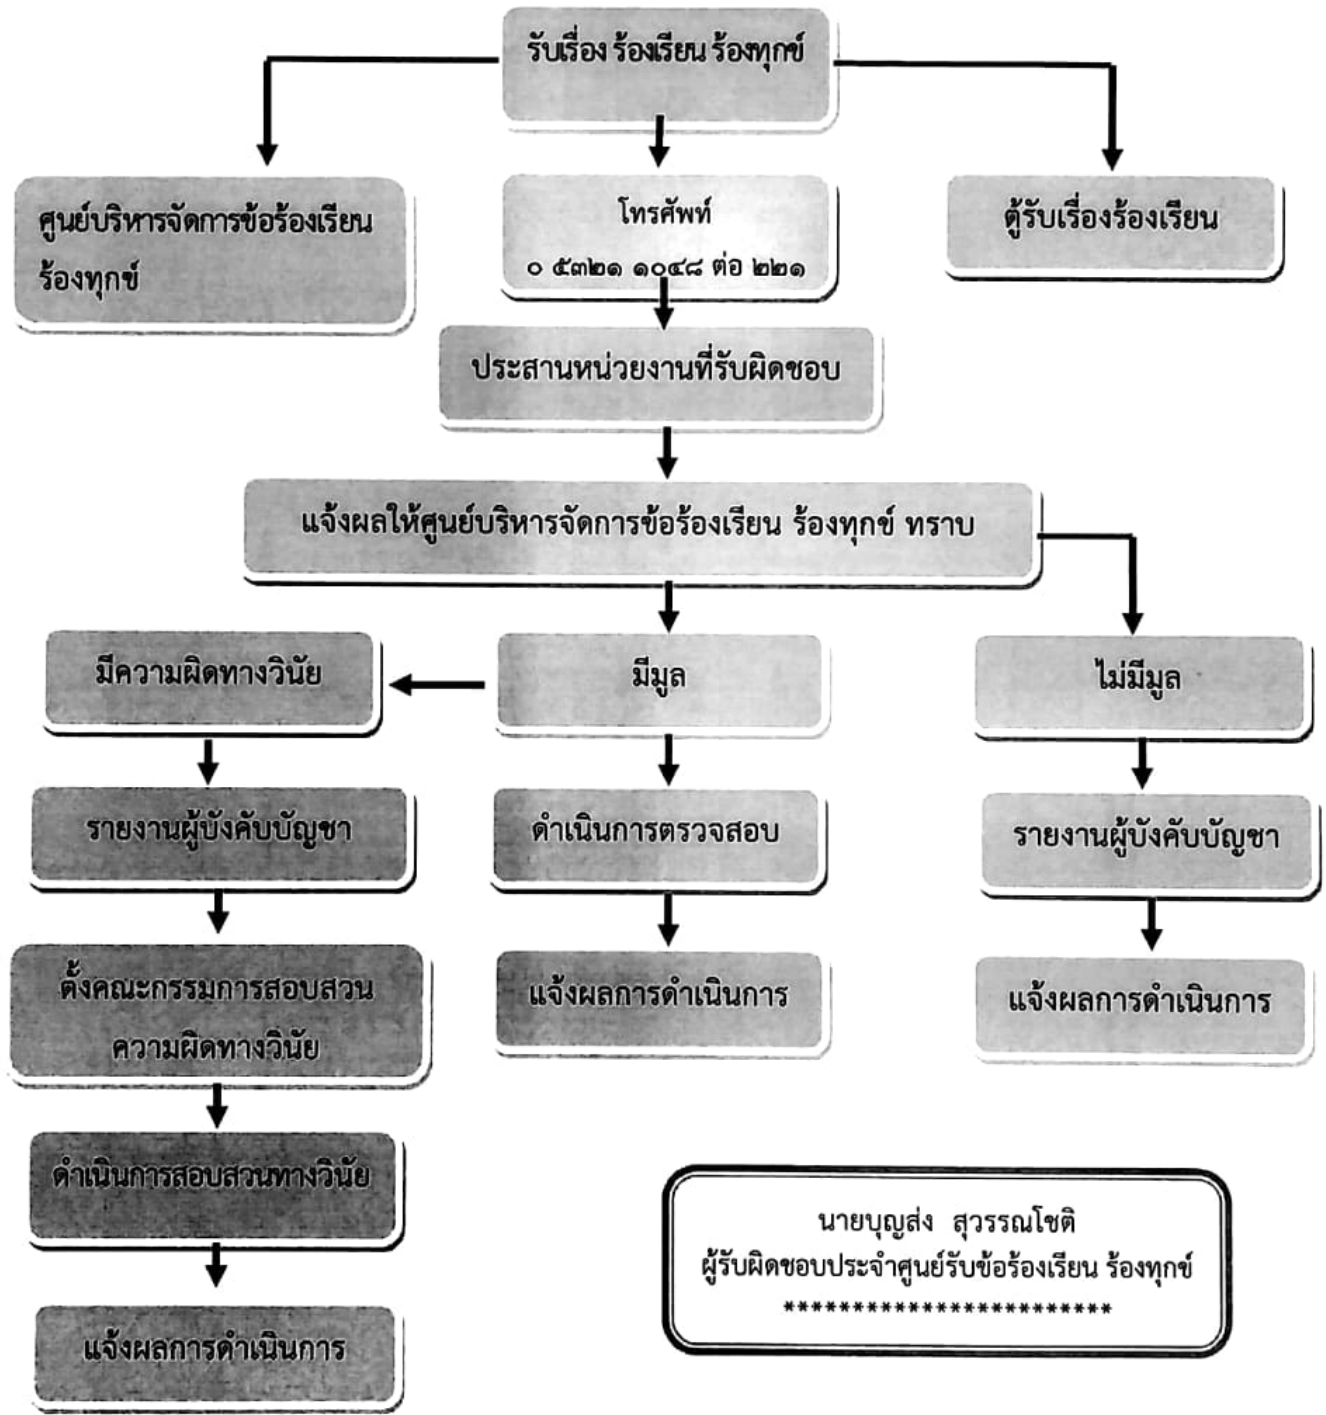 รับเรื่อง ร้องเรียน ร้องทุกข์
ศูนย์บริหารจัดการข้อร้องเรียน
ร้องทุกข์
โทรศัพท์
๐ ๕๓๒๑ ๑๐๔๘ ต่อ ๒๒๑
ตู้รับเรื่องร้องเรียน
ประสานหน่วยงานที่รับผิดชอบ
แจ้งผลให้ศูนย์บริหารจัดการข้อร้องเรียน ร้องทุกข์ ทราบ
มีความผิดทางวินัย
มีมูล
ไม่มีมูล
รายงานผู้บังคับบัญชา
ดำเนินการตรวจสอบ
รายงานผู้บังคับบัญชา
ตั้งคณะกรรมการสอบสวน
ความผิดทางวินัย
แจ้งผลการดำเนินการ
แจ้งผลการดำเนินการ
ดำเนินการสอบสวนทางวินัย
แจ้งผลการดำเนินการ
นายบุญส่ง สุวรรณโชติ
ผู้รับผิดชอบประจำศูนย์รับข้อร้องเรียน ร้องทุกข์
************************